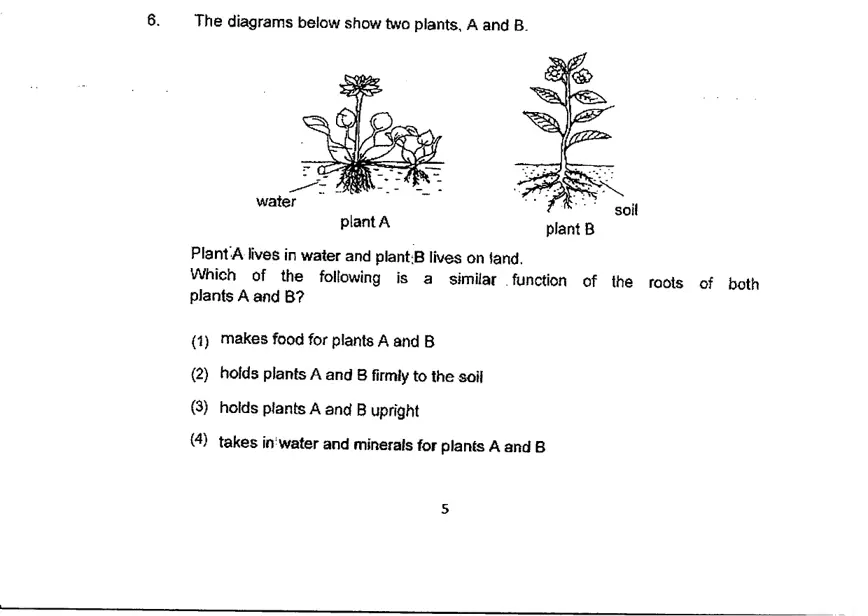 6. The diagrams below show two plants, A and B.
water
plant A
soil
plant B
Plant A lives in water and plant B lives on land.
Which of the following is a similar function of the roots of both
plants A and B?
(1) makes food for plants A and B
(2) holds plants A and B firmly to the soil
(3) holds plants A and B upright
(4) takes in water and minerals for plants A and B
5